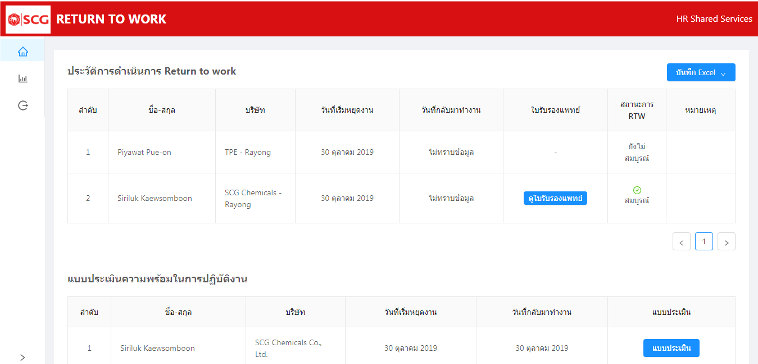 SCG RETURN TO WORK HR Shared Services
ประวัติการดำเนินการ Return to work บันทึก Excel
ลำดับ ชื่อ-สกุล บริษัท วันที่เริ่มหยุดงาน วันที่กลับมาทำงาน ใบรับรองแพทย์ สถานะการ RTW หมายเหตุ
1 Piyawat Pue-on TPE - Rayong 30 ตุลาคม 2019 ไม่ทราบข้อมูล - ยังไม่สมบูรณ์
2 Siriluk Kaewsomboon SCG Chemicals - Rayong 30 ตุลาคม 2019 ไม่ทราบข้อมูล ดูใบรับรองแพทย์ สมบูรณ์
< 1 >
แบบประเมินความพร้อมในการปฏิบัติงาน
ลำดับ ชื่อ-สกุล บริษัท วันที่เริ่มหยุดงาน วันที่กลับมาทำงาน แบบประเมิน
1 Siriluk Kaewsomboon SCG Chemicals Co., Ltd. 30 ตุลาคม 2019 30 ตุลาคม 2019 แบบประเมิน